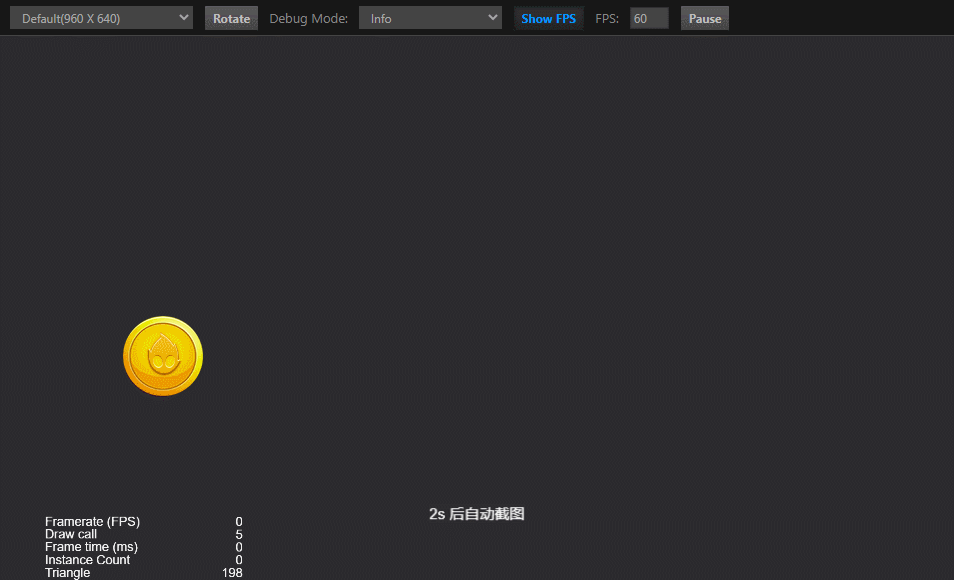 Default(960 X 640) Rotate Debug Mode: Info Show FPS FPS: 60 Pause
2s 后自动截图
Framerate (FPS) 0
Draw call 5
Frame time (ms) 0
Instance Count 0
Triangle 198